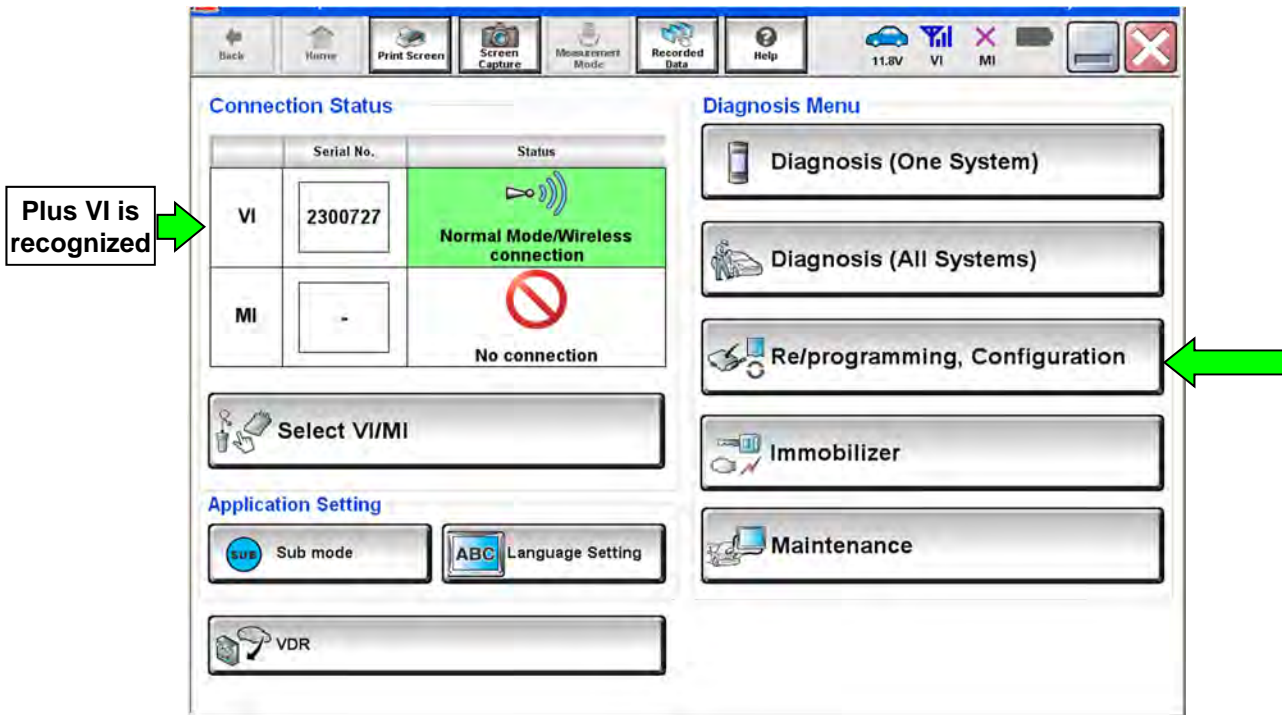 Back
Home
Print Screen
Screen
Capture
Measurement
Mode
Recorded
Data
Help
11.8V
VI
MI
Connection Status
Serial No.
Status
VI
2300727
Normal Mode/Wireless
connection
MI
-
No connection
Select VI/MI
Application Setting
SUB
Sub mode
ABC
Language Setting
VDR
Diagnosis Menu
Diagnosis (One System)
Diagnosis (All Systems)
Re/programming, Configuration
Immobilizer
Maintenance
Plus VI is
recognized